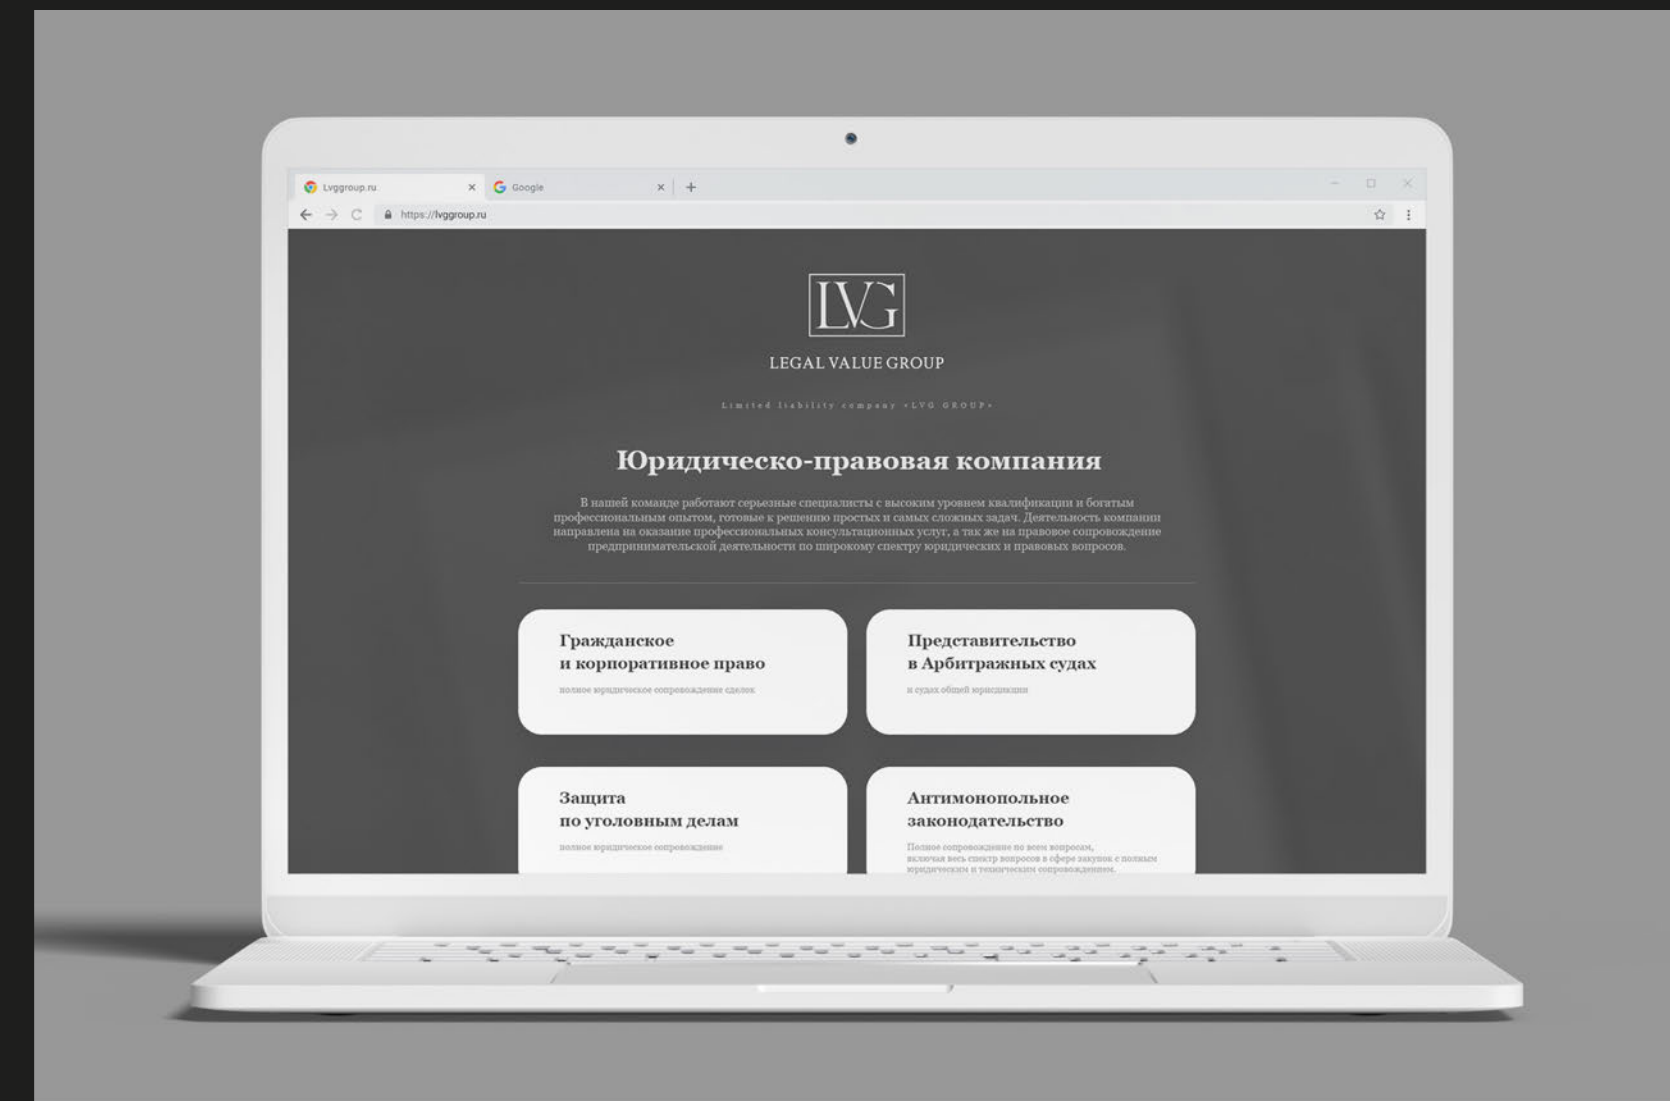 Lvggroup.ru
Google
https://lvggroup.ru
LVG
LEGAL VALUE GROUP
Limited liability company «LVG GROUP»
Юридическо-правовая компания
В нашей команде работают серьезные специалисты с высоким уровнем квалификации и богатым
профессиональным опытом, готовые к решению простых и самых сложных задач. Деятельность компании
направлена на оказание профессиональных консультационных услуг, а так же на правовое сопровождение
предпринимательской деятельности по широкому спектру юридических и правовых вопросов.
Гражданское
и корпоративное право
полное юридическое сопровождение сделок
Представительство
в Арбитражных судах
и судах общей юрисдикции
Защита
по уголовным делам
полное юридическое сопровождение
Антимонопольное
законодательство
Полное сопровождение по всем вопросам,
включая весь спектр вопросов в сфере закупок с полным
юридическим и техническим сопровождением.